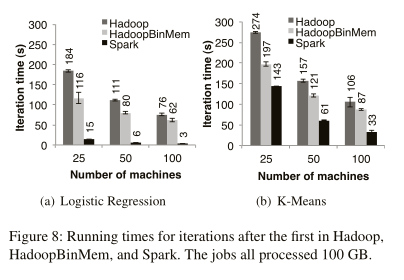 300
250
200
150
100
50
0
Iteration time (s)
184
116
15
111
80
6
76
62
3
Hadoop
HadoopBinMem
Spark
25
50
100
Number of machines
(a) Logistic Regression
300
250
200
150
100
50
0
Iteration time (s)
274
197
143
157
121
61
106
87
33
Hadoop
HadoopBinMem
Spark
25
50
100
Number of machines
(b) K-Means
Figure 8: Running times for iterations after the first in Hadoop,
HadoopBinMem, and Spark. The jobs all processed 100 GB.